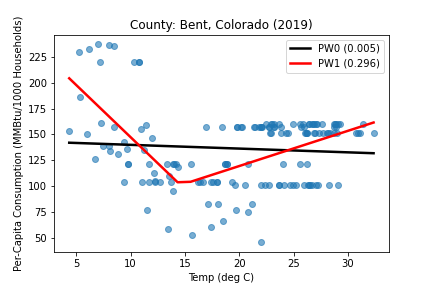 County: Bent, Colorado (2019)
PW0 (0.005)
PW1 (0.296)
Per-Capita Consumption (MMBtu/1000 Households)
225
200
175
150
125
100
75
50
5 10 15 20 25 30
Temp (deg C)